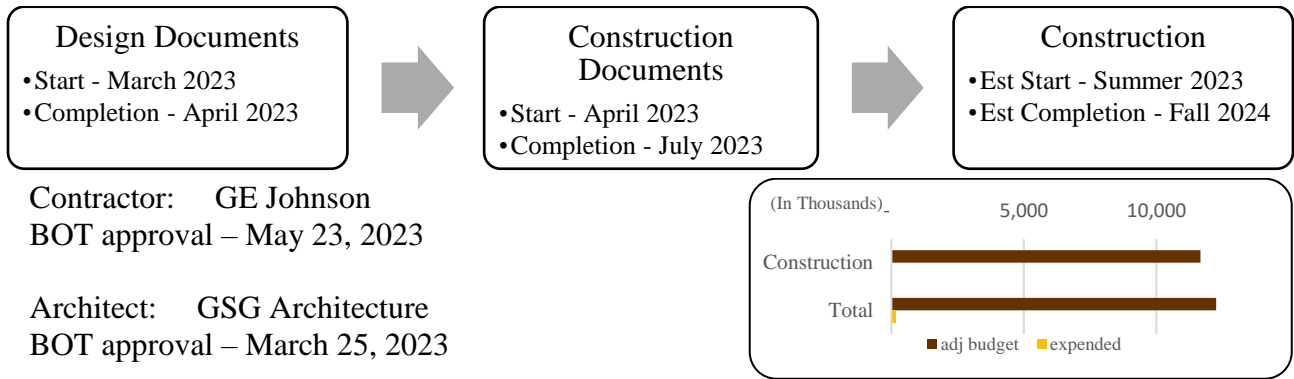 Design Documents
•Start - March 2023
•Completion - April 2023
Construction
Documents
•Start - April 2023
•Completion - July 2023
Construction
•Est Start - Summer 2023
•Est Completion - Fall 2024
Contractor: GE Johnson
BOT approval – May 23, 2023
Architect: GSG Architecture
BOT approval – March 25, 2023
(In Thousands) - 5,000 10,000
Construction
Total
adj budget expended